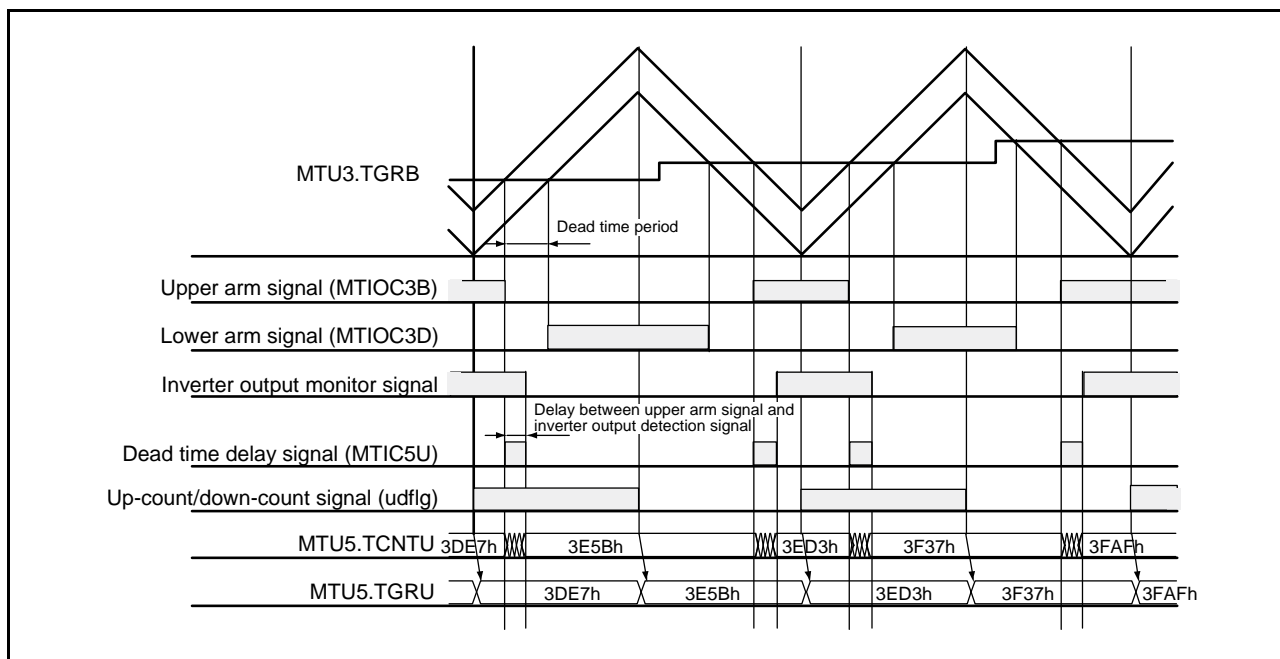 MTU3.TGRB
Dead time period
Upper arm signal (MTIOC3B)
Lower arm signal (MTIOC3D)
Inverter output monitor signal
Delay between upper arm signal and
inverter output detection signal
Dead time delay signal (MTIC5U)
Up-count/down-count signal (udflg)
MTU5.TCNTU 3DE7h 3E5Bh 3ED3h 3F37h 3FAFh
MTU5.TGRU 3DE7h 3E5Bh 3ED3h 3F37h 3FAFh